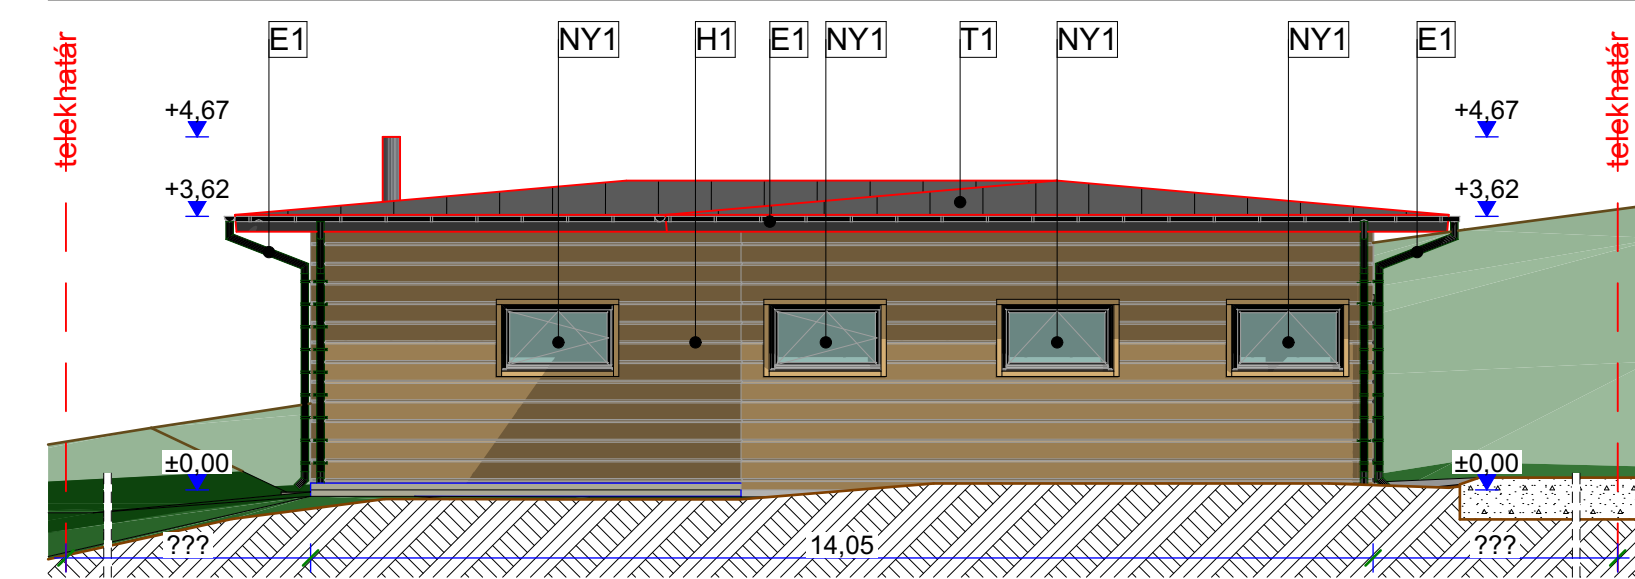 E1 NY1 H1 E1 NY1 T1 NY1 NY1 E1
telekhatár telekhatár
+4,67 +4,67
+3,62 +3,62
±0,00 ±0,00
??? 14,05 ???